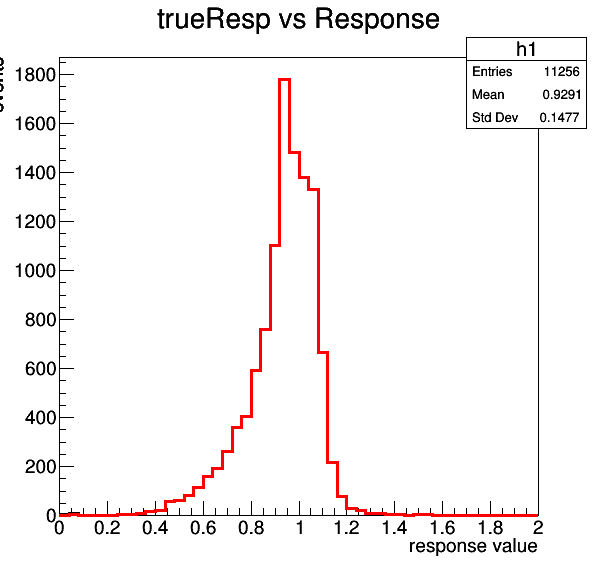 trueResp vs Response
h1
Entries 11256
Mean 0.9291
Std Dev 0.1477
1800
1600
1400
1200
1000
800
600
400
200
0
0 0.2 0.4 0.6 0.8 1 1.2 1.4 1.6 1.8 2
response value